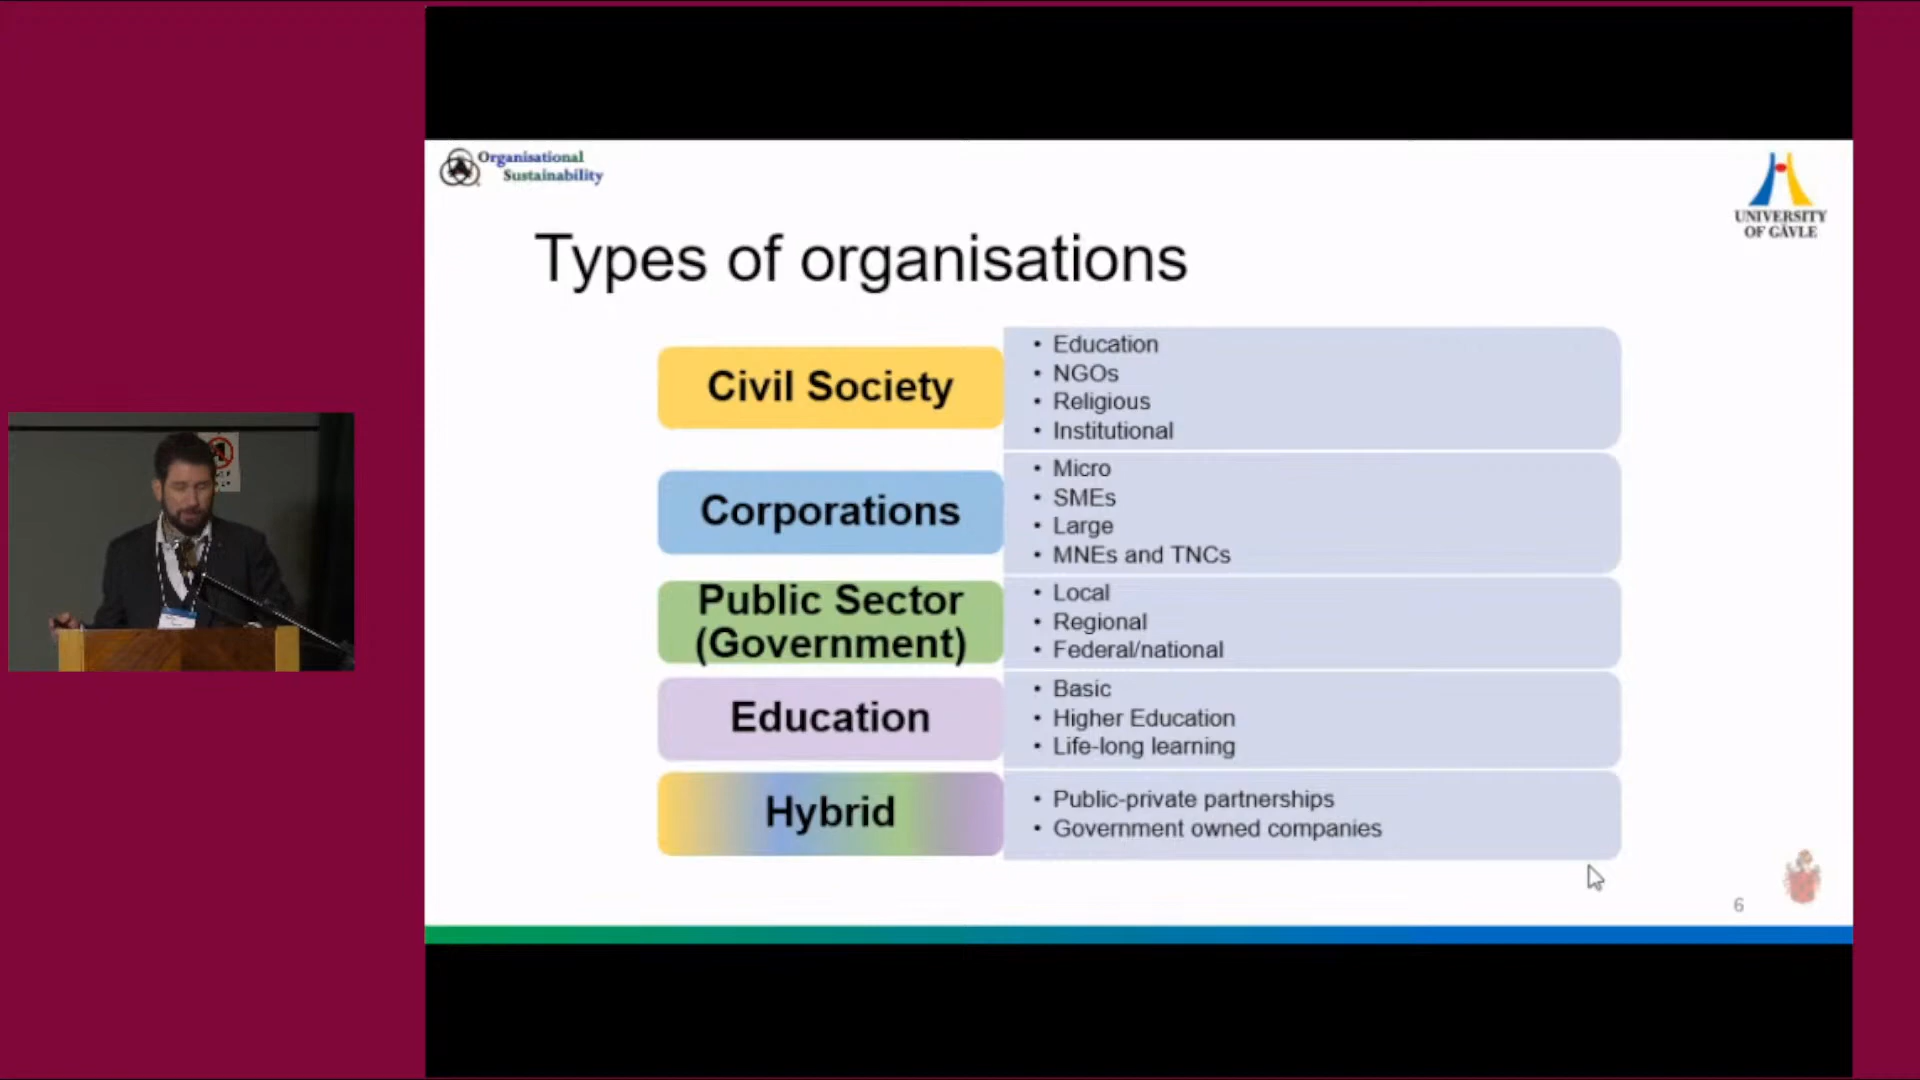 Organisational
Sustainability
UNIVERSITY
OF GÄVLE
Types of organisations
Civil Society
• Education
• NGOs
• Religious
• Institutional
Corporations
• Micro
• SMEs
• Large
• MNEs and TNCs
Public Sector
(Government)
• Local
• Regional
• Federal/national
Education
• Basic
• Higher Education
• Life-long learning
Hybrid
• Public-private partnerships
• Government owned companies
6